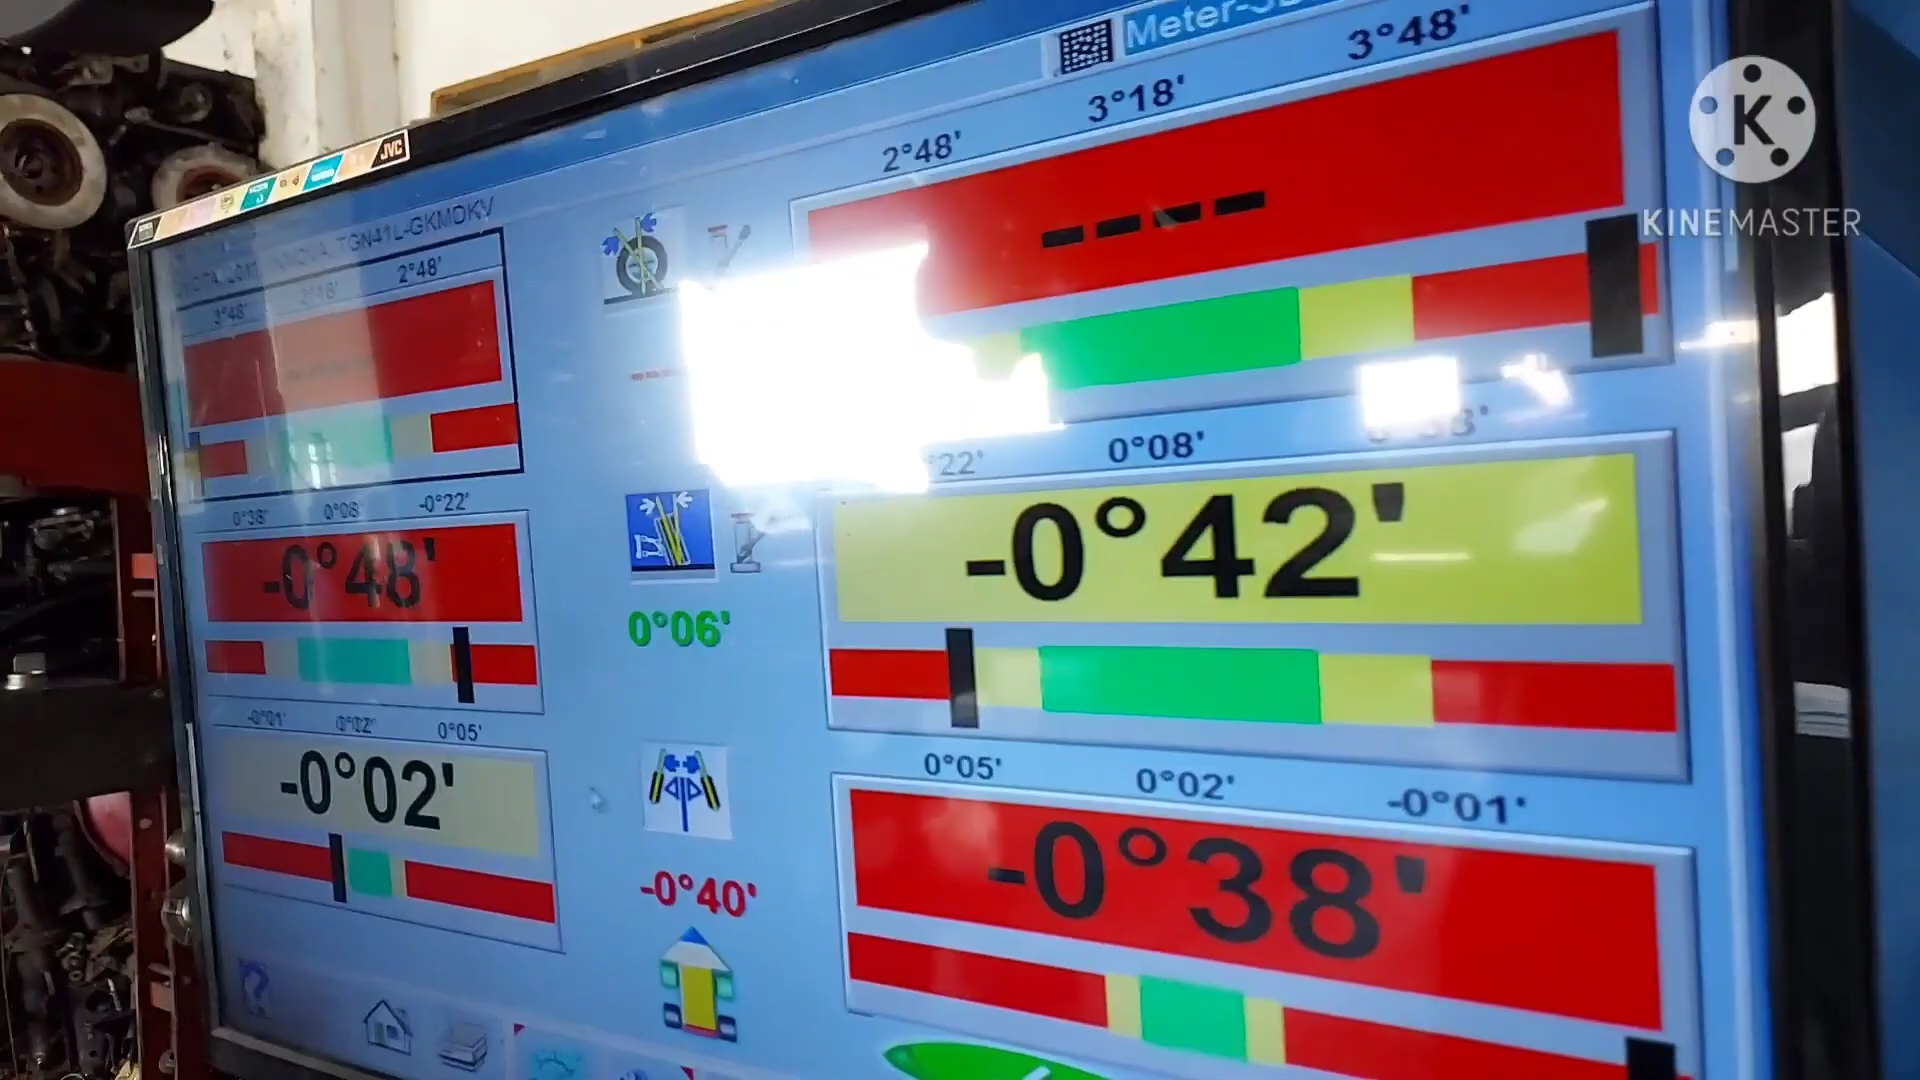 Meter-3D
3°48'
3°18'
2°48'
JVC
KINEMASTER
INNOVA, TGN41L-GKMDKV
3°48' 3°18' 2°48'
----
0°08'
0°38' 0°08' -0°22'
-0°48'
-0°42'
0°06'
-0°01' 0°02' 0°05'
-0°02'
0°05' 0°02' -0°01'
-0°38'
-0°40'